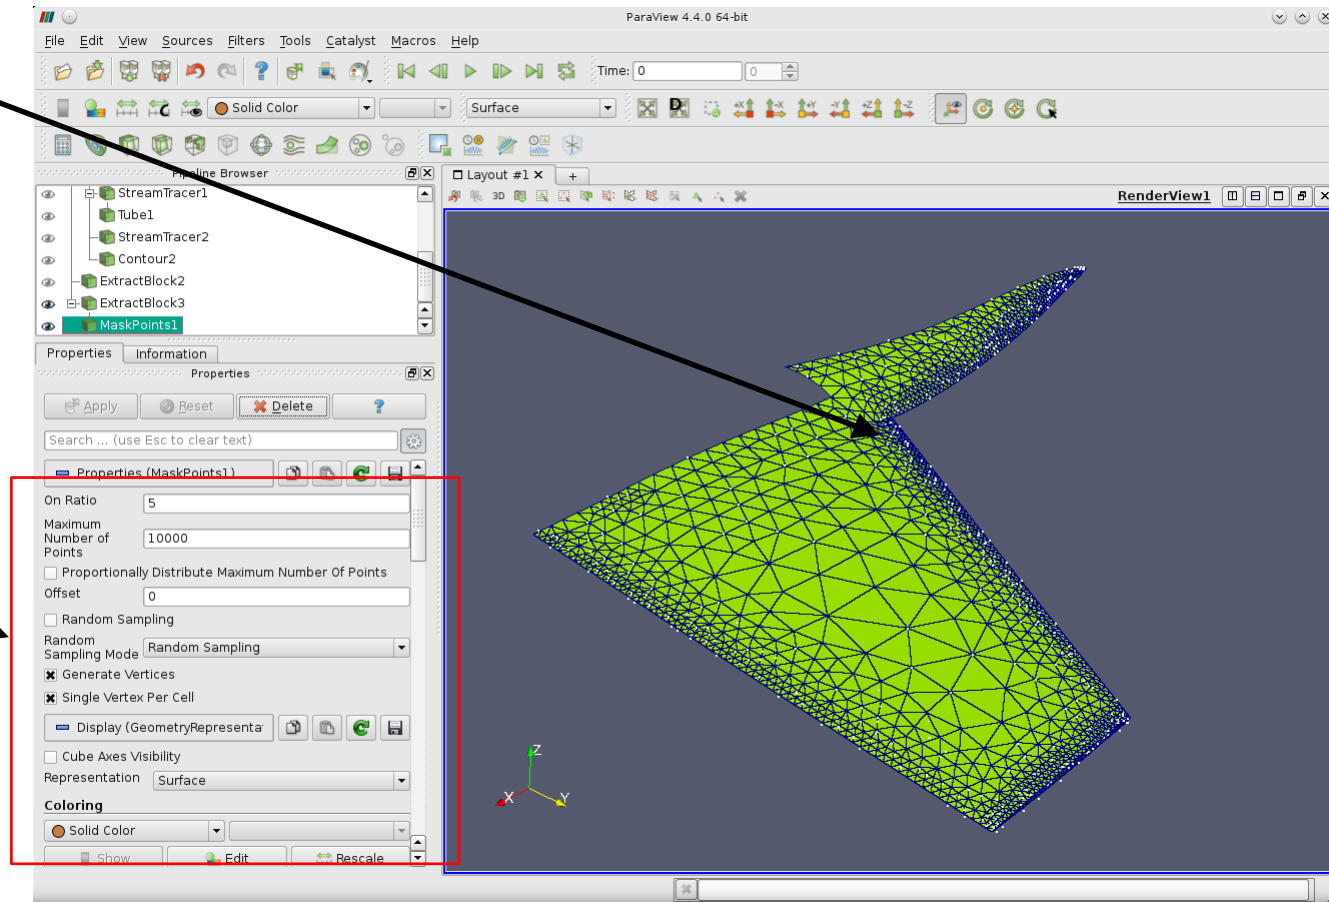 ParaView 4.4.0 64-bit
File Edit View Sources Filters Tools Catalyst Macros Help
Time: 0 0
Solid Color Surface
Pipeline Browser
Layout #1 × +
StreamTracer1
3D
RenderView1
Tube1
StreamTracer2
Contour2
ExtractBlock2
ExtractBlock3
MaskPoints1
Properties Information
Properties
Apply Reset Delete ?
Search ... (use Esc to clear text)
Properties (MaskPoints1)
On Ratio 5
Maximum
Number of 10000
Points
Proportionally Distribute Maximum Number Of Points
Offset 0
Random Sampling
Random
Sampling Mode Random Sampling
Generate Vertices
Single Vertex Per Cell
Display (GeometryRepresenta
Cube Axes Visibility
Representation Surface
Coloring
Solid Color
Show Edit Rescale
Z
X Y